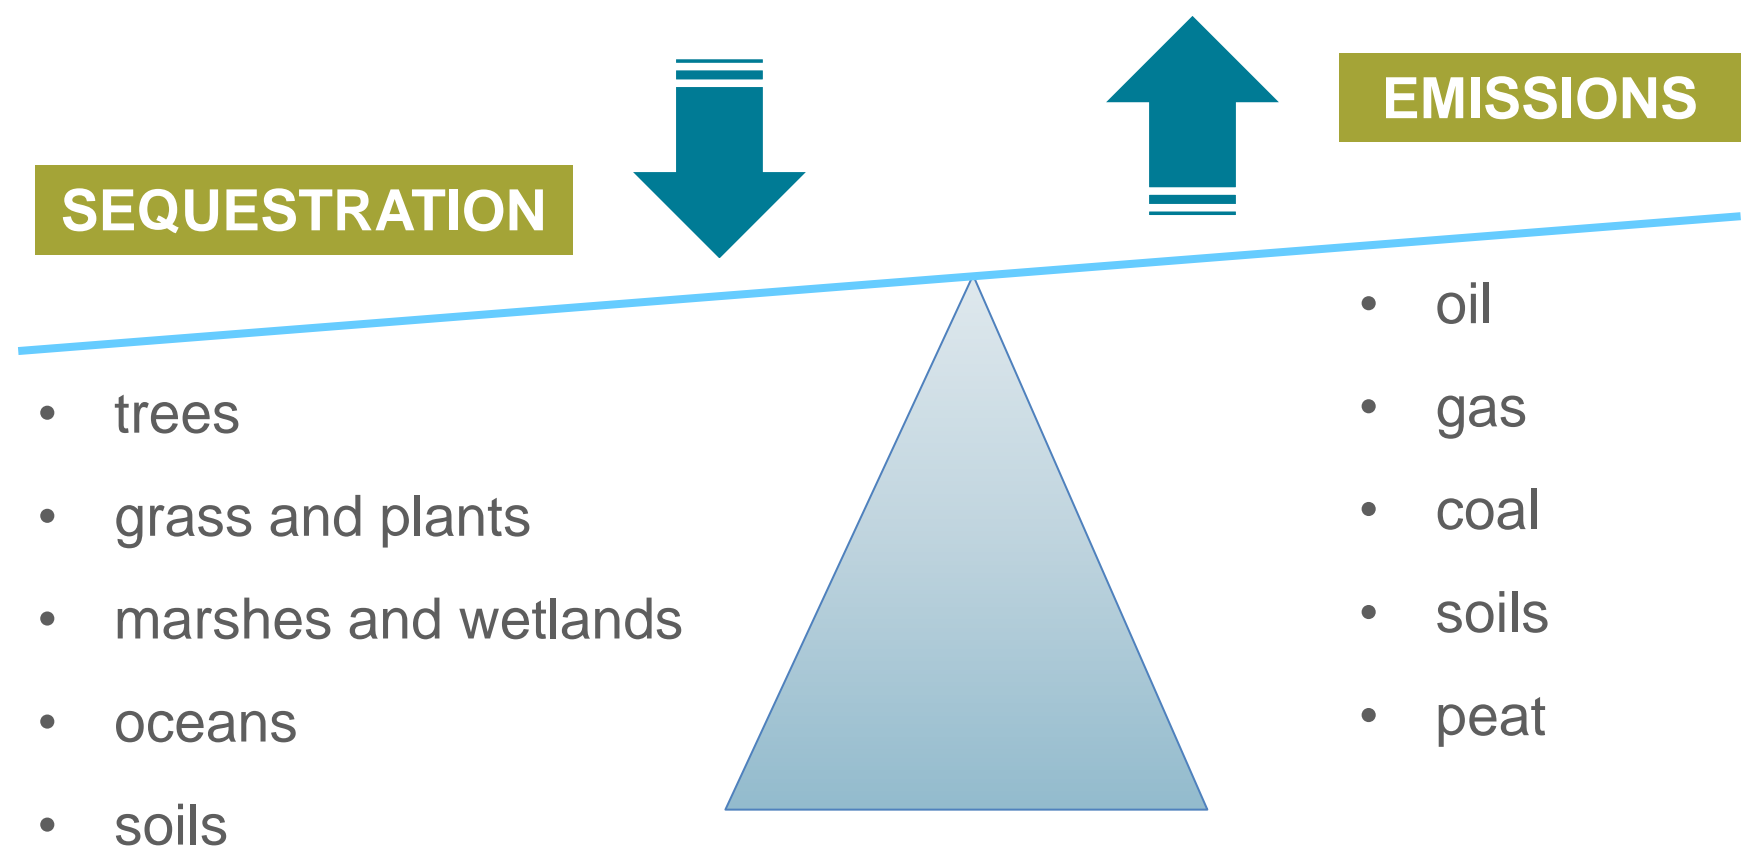 SEQUESTRATION
• trees
• grass and plants
• marshes and wetlands
• oceans
• soils
EMISSIONS
• oil
• gas
• coal
• soils
• peat